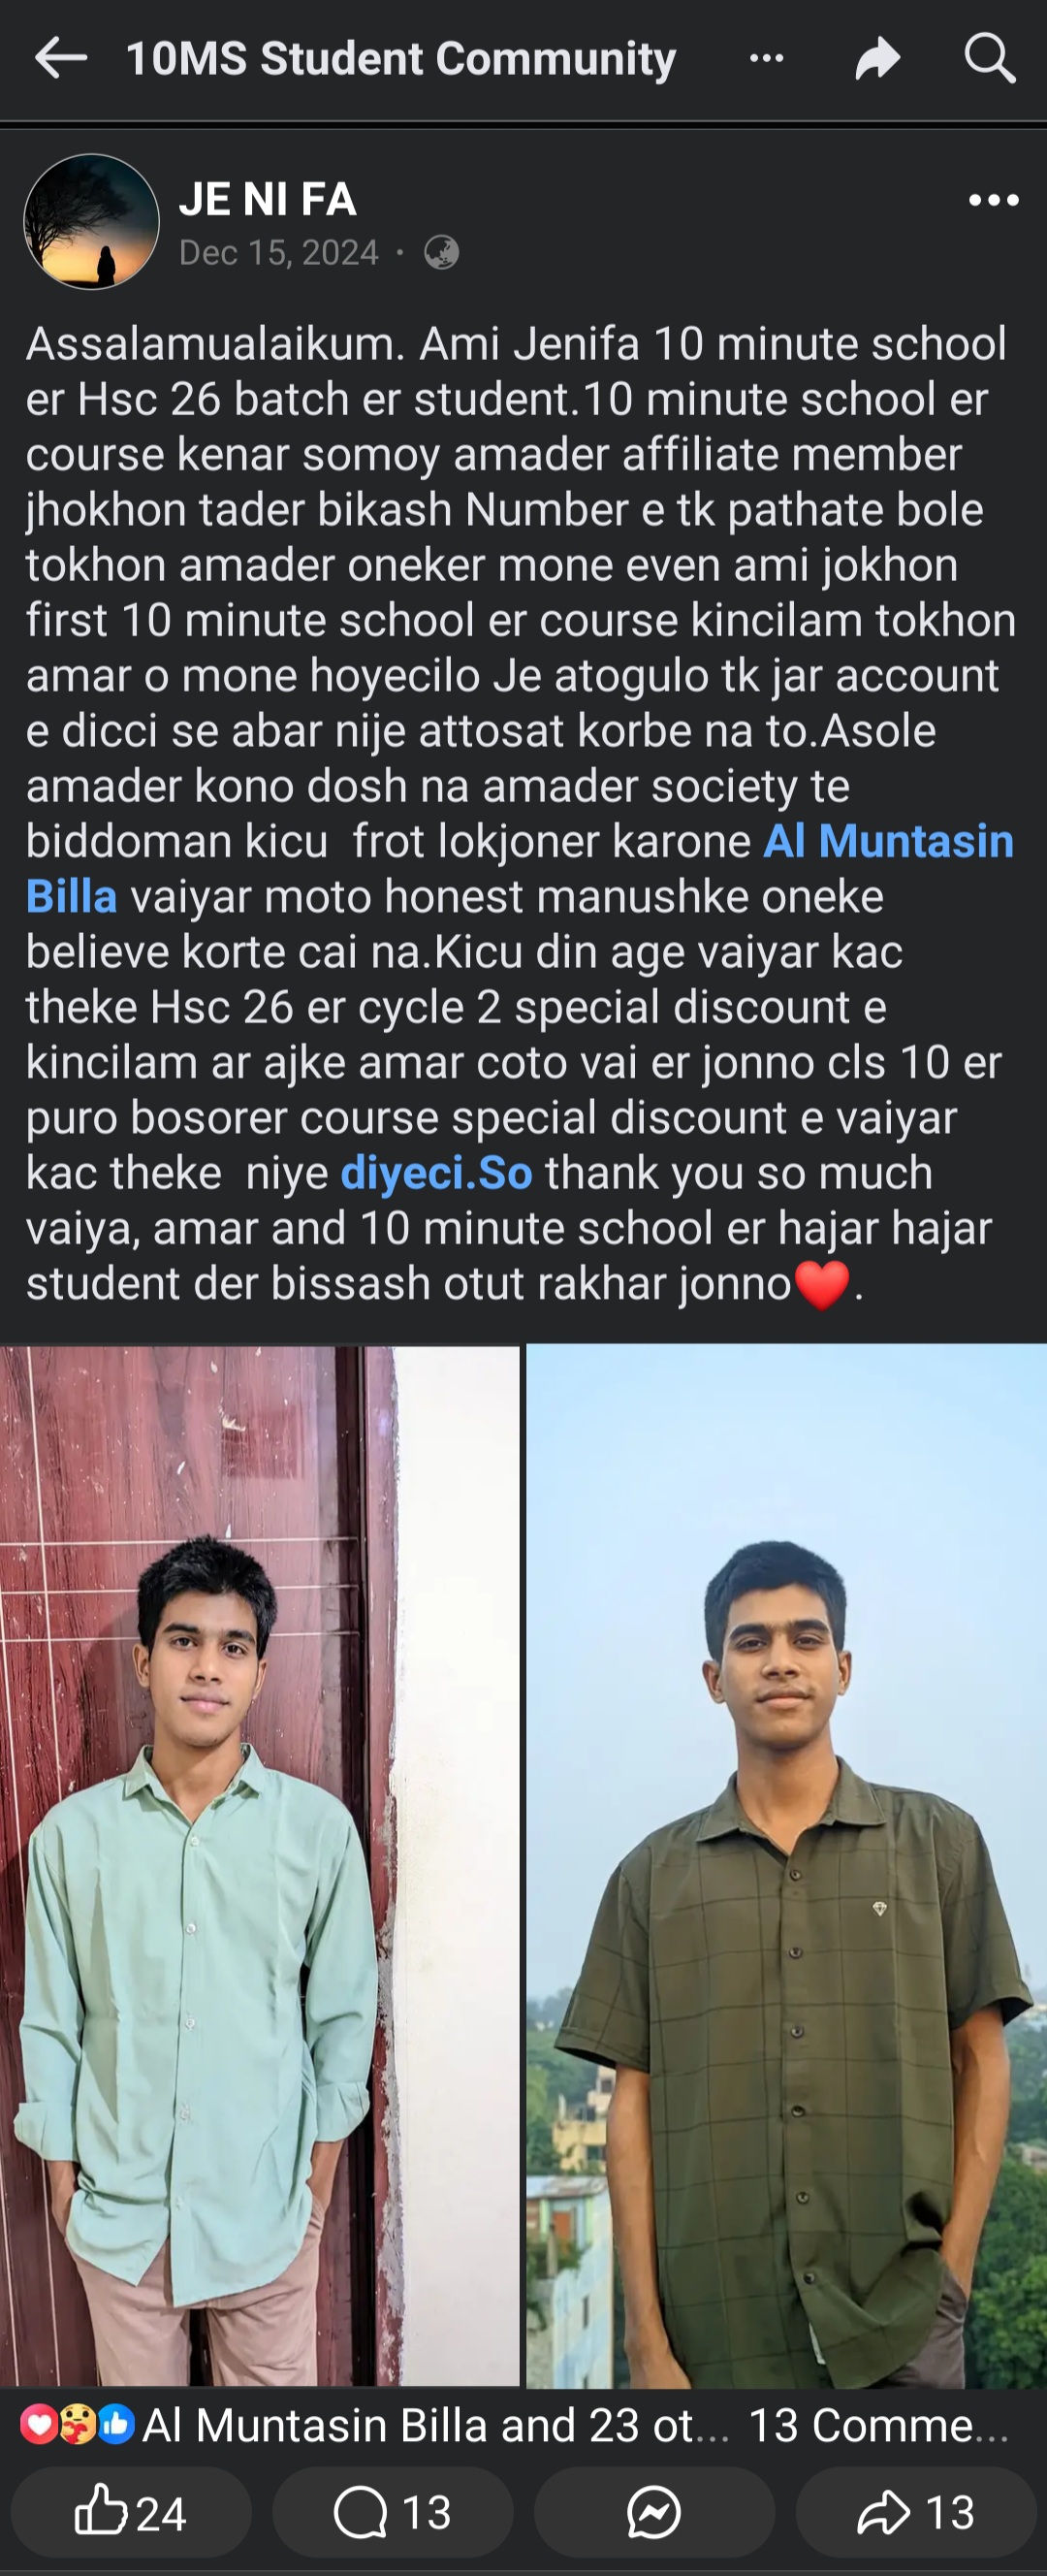 10MS Student Community
JE NI FA
Dec 15, 2024 ·
Assalamualaikum. Ami Jenifa 10 minute school
er Hsc 26 batch er student.10 minute school er
course kenar somoy amader affiliate member
jhokhon tader bikash Number e tk pathate bole
tokhon amader oneker mone even ami jokhon
first 10 minute school er course kincilam tokhon
amar o mone hoyecilo Je atogulo tk jar account
e dicci se abar nije attosat korbe na to.Asole
amader kono dosh na amader society te
biddoman kicu  frot lokjoner karone Al Muntasin
Billa vaiyar moto honest manushke oneke
believe korte cai na.Kicu din age vaiyar kac
theke Hsc 26 er cycle 2 special discount e
kincilam ar ajke amar coto vai er jonno cls 10 er
puro bosorer course special discount e vaiyar
kac theke  niye diyeci.So thank you so much
vaiya, amar and 10 minute school er hajar hajar
student der bissash otut rakhar jonno❤️.
Al Muntasin Billa and 23 ot... 13 Comme...
24 13 13